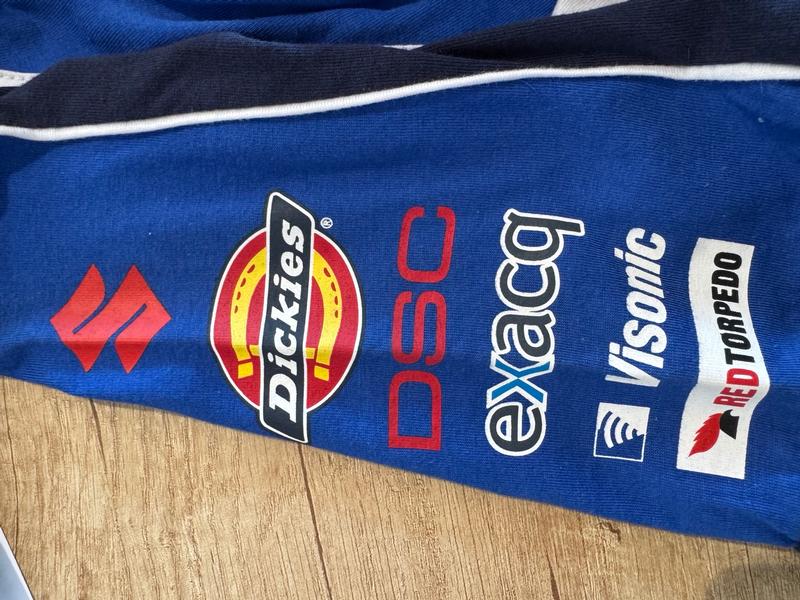 Dickies®
DSC
exacq
Visonic
RED TORPEDO